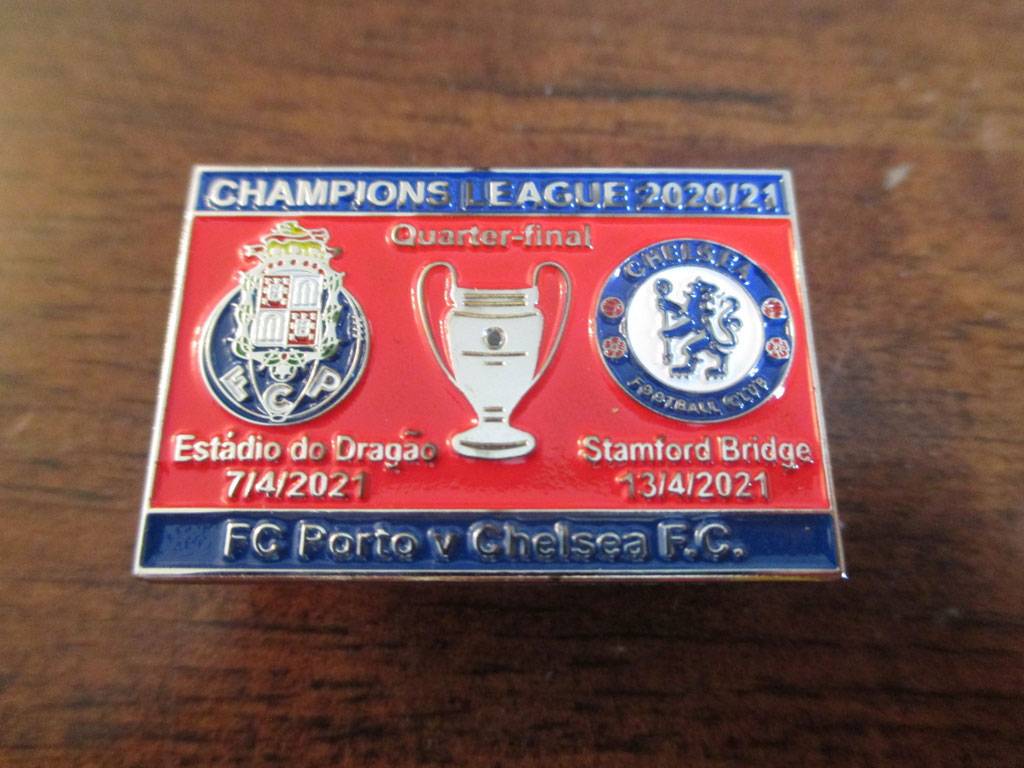 CHAMPIONS LEAGUE 2020/21
Quarter-final
FCP
CHELSEA
FOOTBALL CLUB
Estádio do Dragão
7/4/2021
Stamford Bridge
13/4/2021
FC Porto v Chelsea F.C.